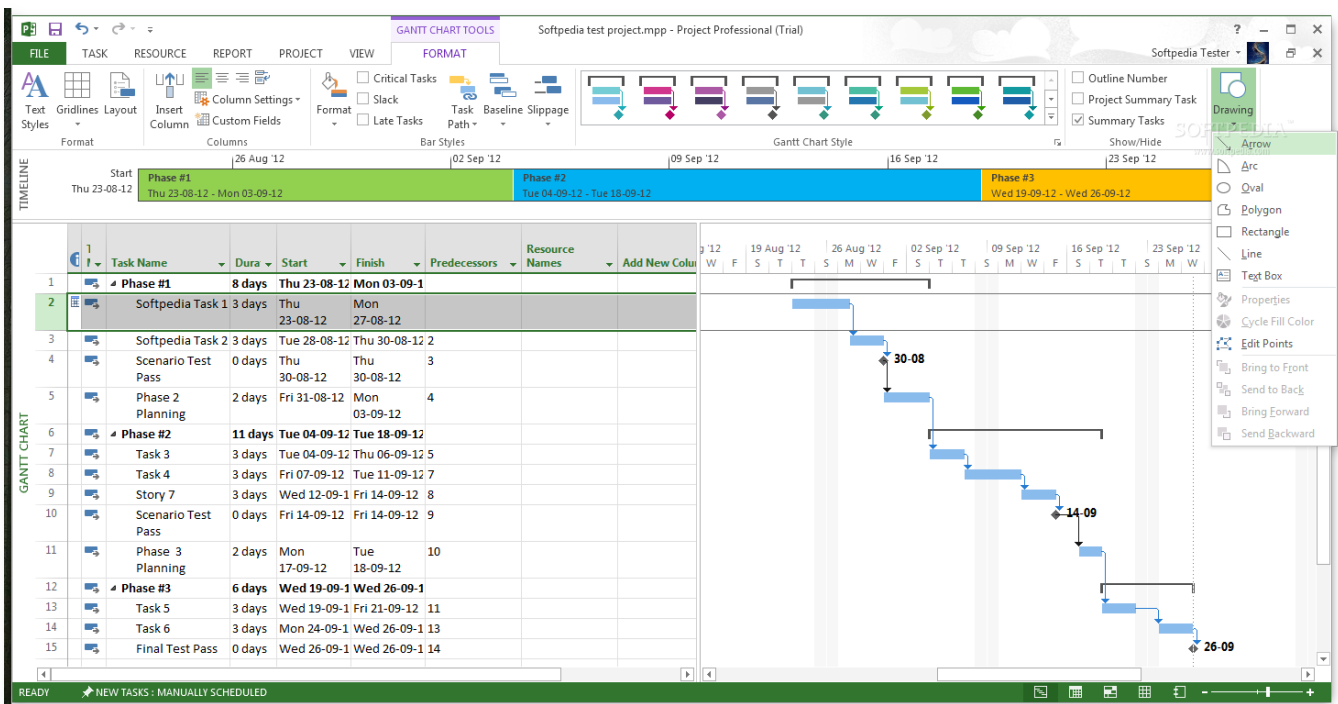 GANTT CHART TOOLS
Softpedia test project.mpp - Project Professional (Trial)
?
FILE TASK RESOURCE REPORT PROJECT VIEW FORMAT
Softpedia Tester
Text Styles
Gridlines
Layout
Format
Insert Column
Column Settings
Custom Fields
Columns
Format
Critical Tasks
Slack
Late Tasks
Task Path
Baseline
Slippage
Bar Styles
Gantt Chart Style
Outline Number
Project Summary Task
Summary Tasks
Show/Hide
Drawing
SOFTPEDIA
Arrow
Arc
Oval
Polygon
Rectangle
Line
Text Box
Properties
Cycle Fill Color
Edit Points
Bring to Front
Send to Back
Bring Forward
Send Backward
TIMELINE
26 Aug '12 02 Sep '12 09 Sep '12 16 Sep '12 23 Sep '12
Start
Thu 23-08-12
Phase #1
Thu 23-08-12 - Mon 03-09-12
Phase #2
Tue 04-09-12 - Tue 18-09-12
Phase #3
Wed 19-09-12 - Wed 26-09-12
GANTT CHART
Task Name Dura Start Finish Predecessors Resource Names Add New Colu
'12 19 Aug '12 26 Aug '12 02 Sep '12 09 Sep '12 16 Sep '12 23 Sep '12
W F S T T S M W F S T T S M W F S T T S M W
1 Phase #1 8 days Thu 23-08-12 Mon 03-09-1
2 Softpedia Task 1 3 days Thu 23-08-12 Mon 27-08-12
3 Softpedia Task 2 3 days Tue 28-08-12 Thu 30-08-12 2
4 Scenario Test Pass 0 days Thu 30-08-12 Thu 30-08-12 3
30-08
5 Phase 2 Planning 2 days Fri 31-08-12 Mon 03-09-12 4
6 Phase #2 11 days Tue 04-09-12 Tue 18-09-12
7 Task 3 3 days Tue 04-09-12 Thu 06-09-12 5
8 Task 4 3 days Fri 07-09-12 Tue 11-09-12 7
9 Story 7 3 days Wed 12-09-1 Fri 14-09-12 8
10 Scenario Test Pass 0 days Fri 14-09-12 Fri 14-09-12 9
14-09
11 Phase 3 Planning 2 days Mon 17-09-12 Tue 18-09-12 10
12 Phase #3 6 days Wed 19-09-1 Wed 26-09-1
13 Task 5 3 days Wed 19-09-1 Fri 21-09-12 11
14 Task 6 3 days Mon 24-09-1 Wed 26-09-1 13
15 Final Test Pass 0 days Wed 26-09-1 Wed 26-09-1 14
26-09
READY NEW TASKS : MANUALLY SCHEDULED